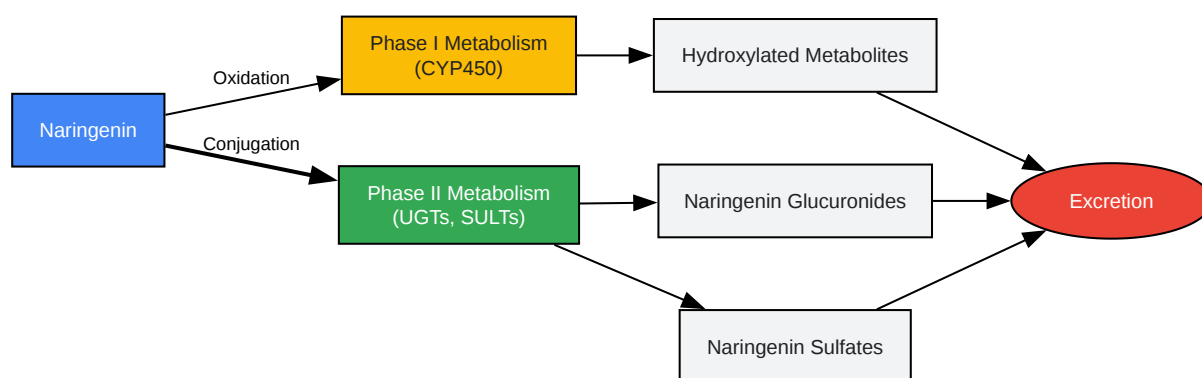 Naringenin
Oxidation
Conjugation
Phase I Metabolism
(CYP450)
Phase II Metabolism
(UGTs, SULTs)
Hydroxylated Metabolites
Naringenin Glucuronides
Naringenin Sulfates
Excretion